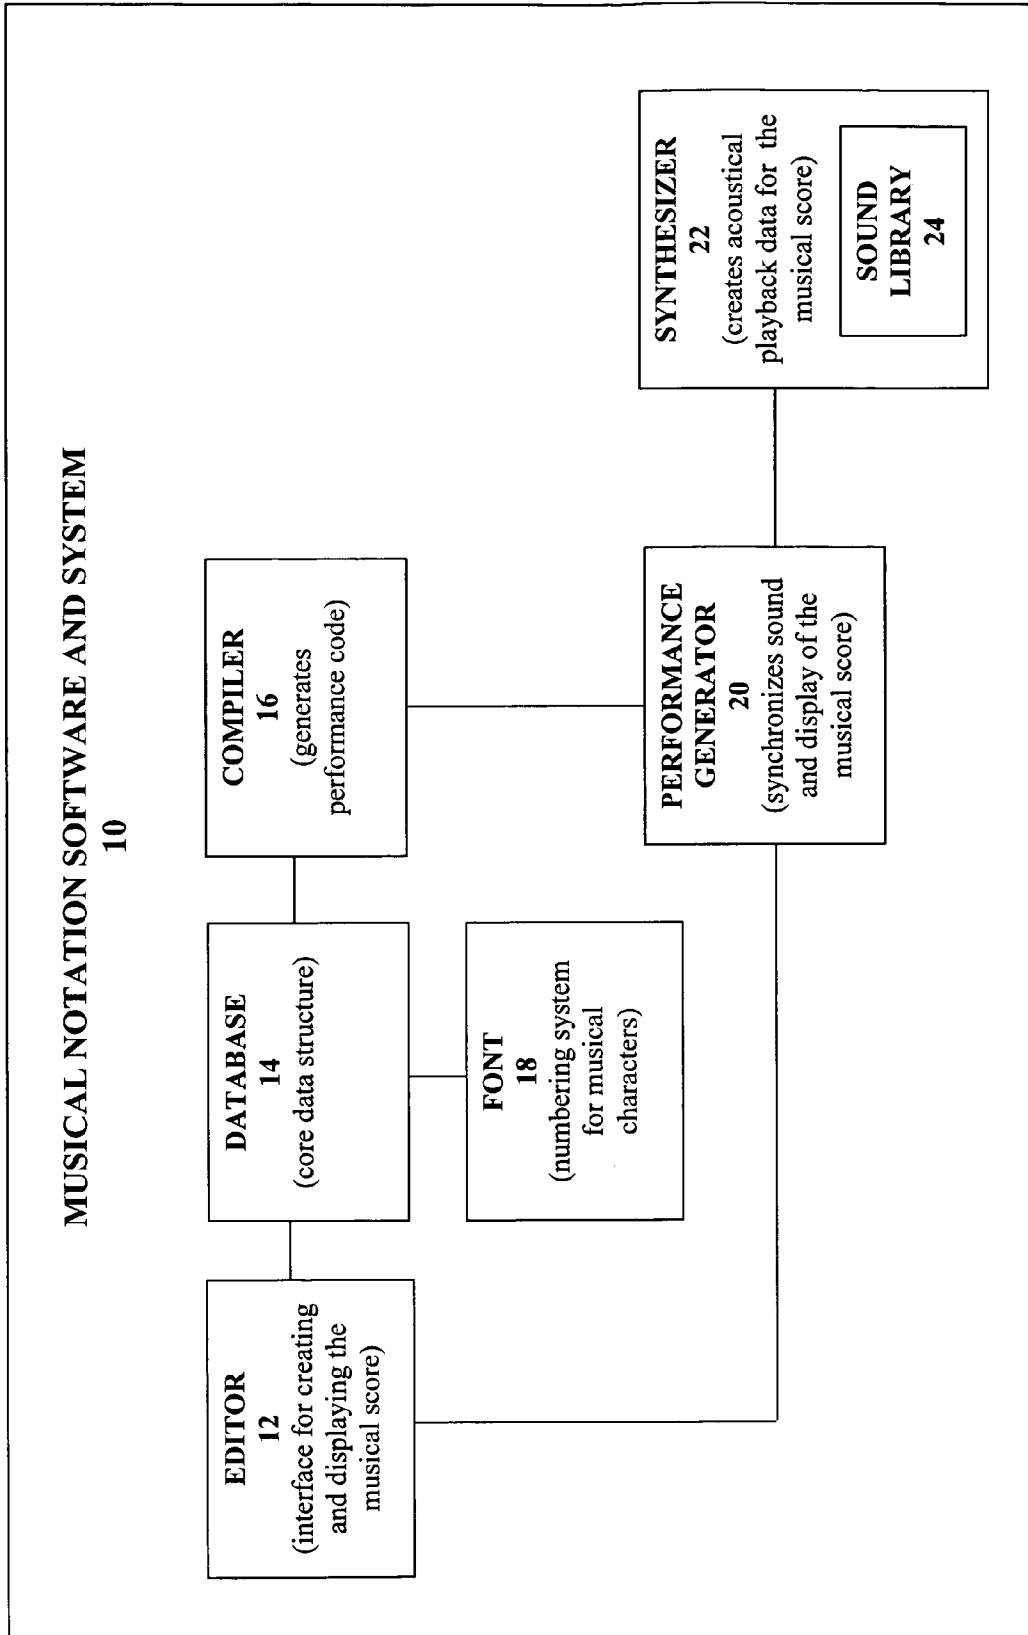 MUSICAL NOTATION SOFTWARE AND SYSTEM
10
EDITOR
12
(interface for creating
and displaying the
musical score)
DATABASE
14
(core data structure)
COMPILER
16
(generates
performance code)
FONT
18
(numbering system
for musical
characters)
PERFORMANCE
GENERATOR
20
(synchronizes sound
and display of the
musical score)
SYNTHESIZER
22
(creates acoustical
playback data for the
musical score)
SOUND
LIBRARY
24